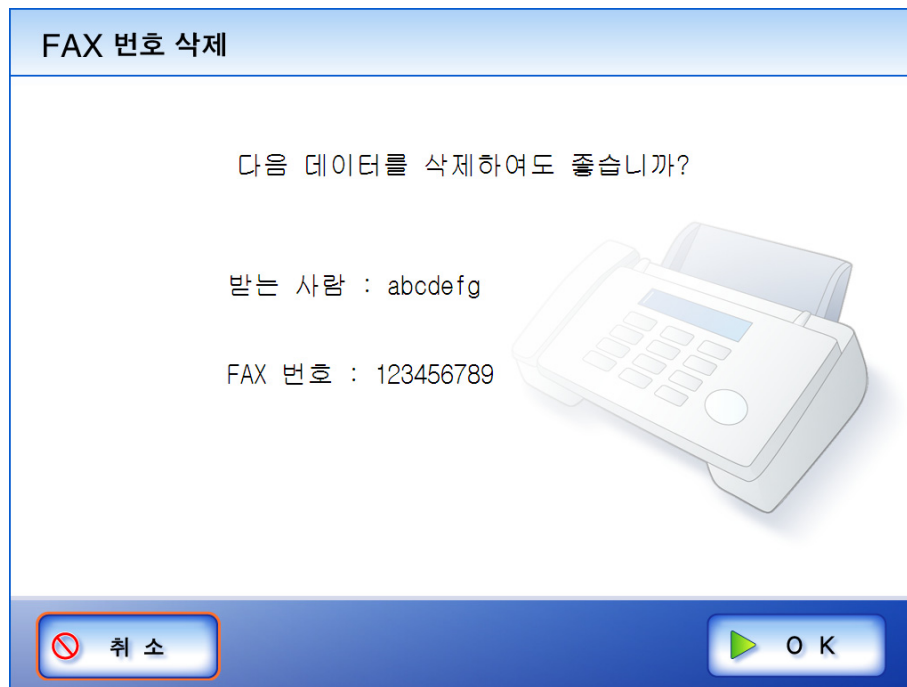 FAX 번호 삭제
다음 데이터를 삭제하여도 좋습니까?
받는 사람 : abcdefg
FAX 번호 : 123456789
취 소
O K